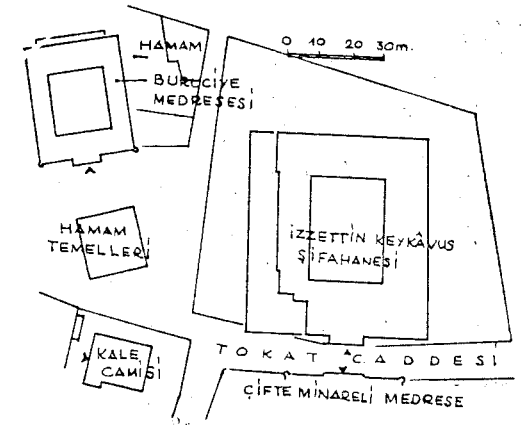 HAMAM
0 10 20 30m.
BURUCİYE
MEDRESESİ
HAMAM
TEMELLERİ
İZZETTİN KEYKÂVUS
ŞİFAHANESİ
KALE
CAMİSİ
TOKAT CADDESİ
ÇİFTE MİNARELİ MEDRESE